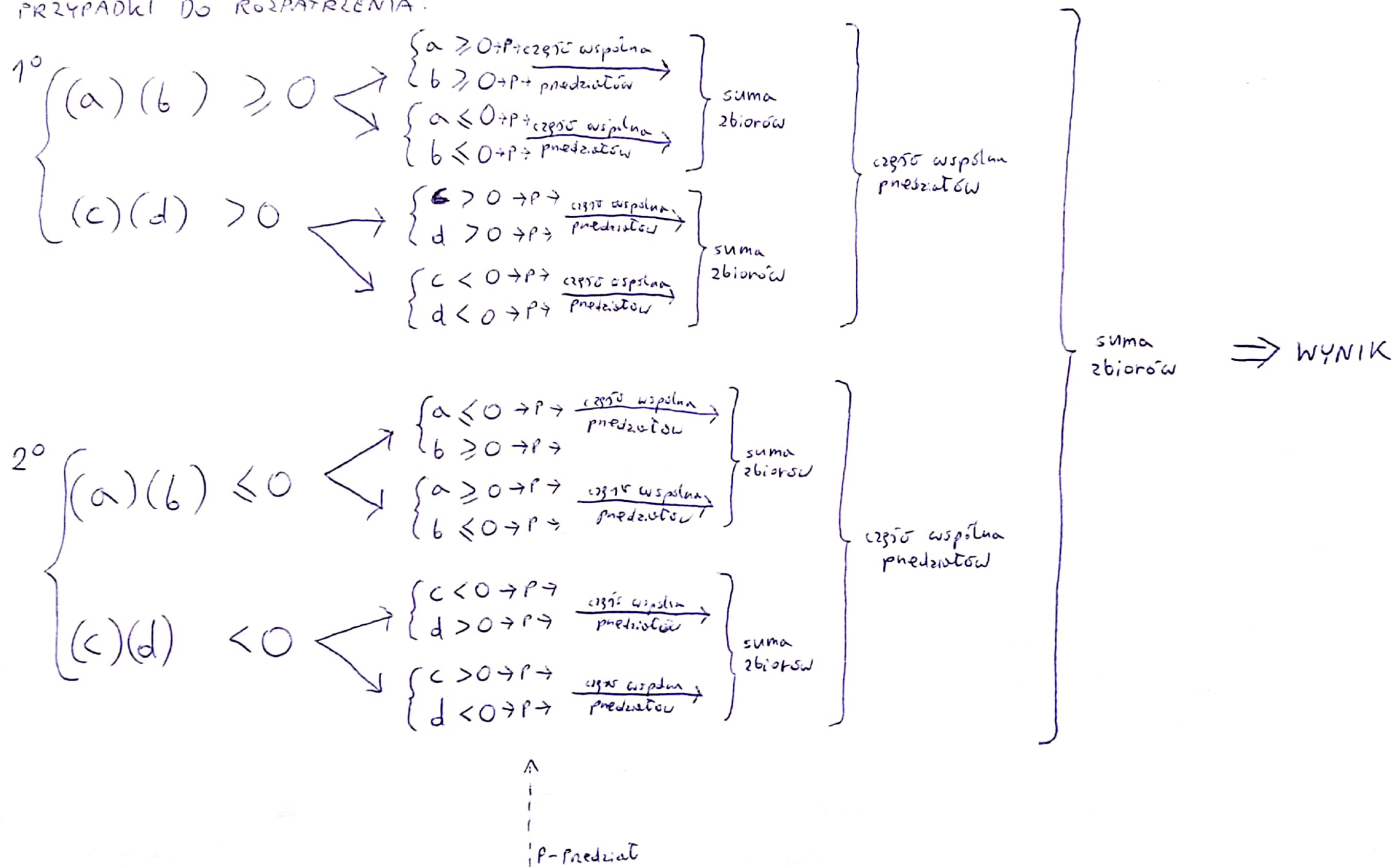 PRZYPADKI DO ROZPATRZENIA:
1° { (a)(b) ≥ 0
{ a ≥ 0 → P → część wspólna
b ≥ 0 → P → przedziałów
{ a ≤ 0 → P → część wspólna
b ≤ 0 → P → przedziałów
} suma
zbiorów
(c)(d) > 0
{ c > 0 → P → część wspólna
d > 0 → P → przedziałów
{ c < 0 → P → część wspólna
d < 0 → P → przedziałów
} suma
zbiorów
} część wspólna
przedziałów
2° { (a)(b) ≤ 0
{ a ≤ 0 → P → część wspólna
b ≥ 0 → P → przedziałów
{ a ≥ 0 → P → część wspólna
b ≤ 0 → P → przedziałów
} suma
zbiorów
(c)(d) < 0
{ c < 0 → P → część wspólna
d > 0 → P → przedziałów
{ c > 0 → P → część wspólna
d < 0 → P → przedziałów
} suma
zbiorów
} część wspólna
przedziałów
} suma
zbiorów ⇒ WYNIK
P - Przedział